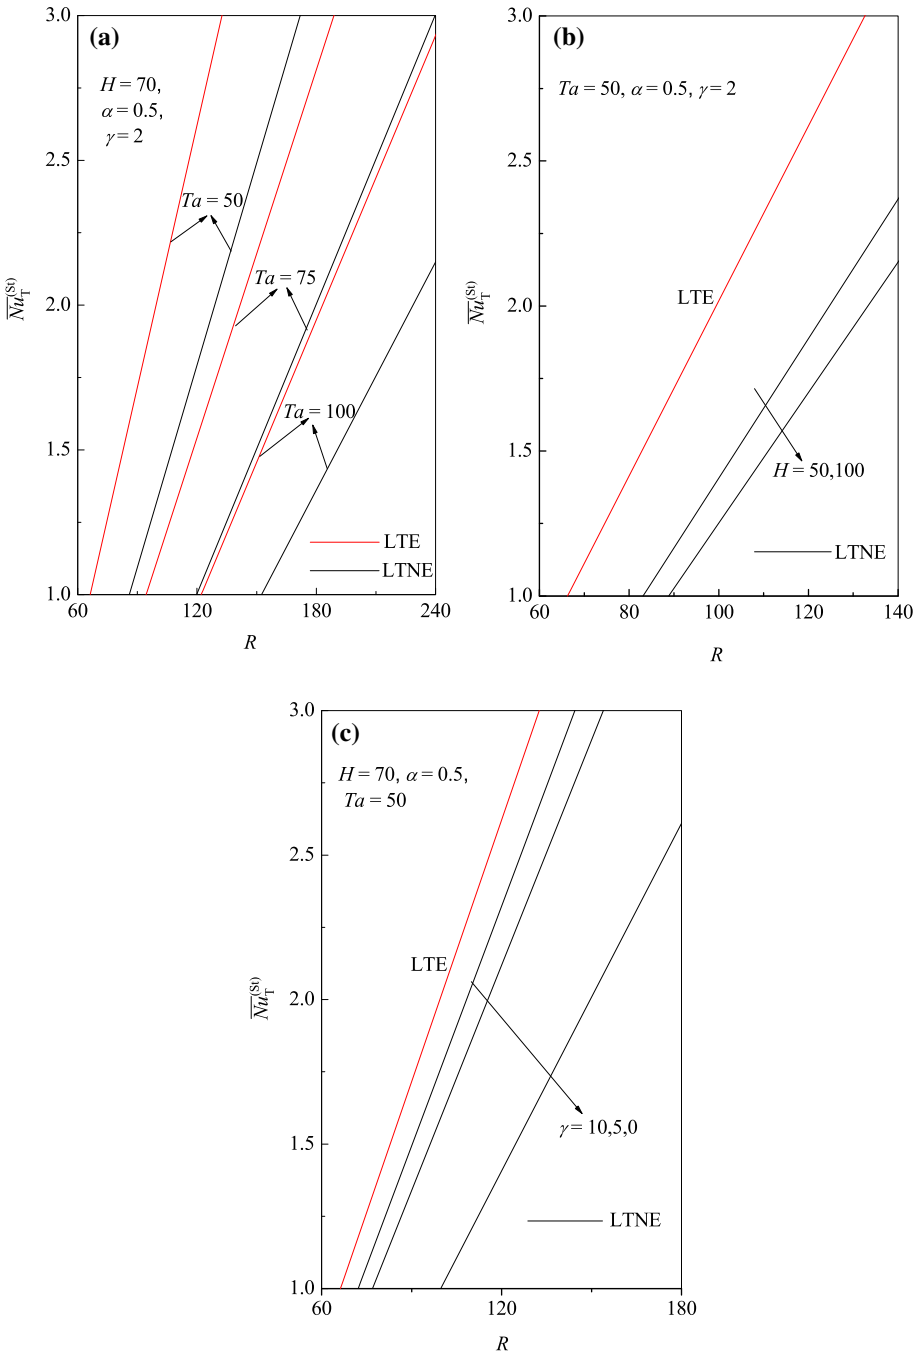 (a)
H = 70,
α = 0.5,
γ = 2
3.0
2.5
2.0
1.5
1.0
Ta = 50
Ta = 75
Ta = 100
LTE
LTNE
60
120
180
240
R
Nu_T^(St)
(b)
Ta = 50, α = 0.5, γ = 2
3.0
2.5
2.0
1.5
1.0
LTE
H = 50,100
LTNE
60
80
100
120
140
R
Nu_T^(St)
(c)
H = 70, α = 0.5,
Ta = 50
3.0
2.5
2.0
1.5
1.0
LTE
γ = 10,5,0
LTNE
60
120
180
R
Nu_T^(St)